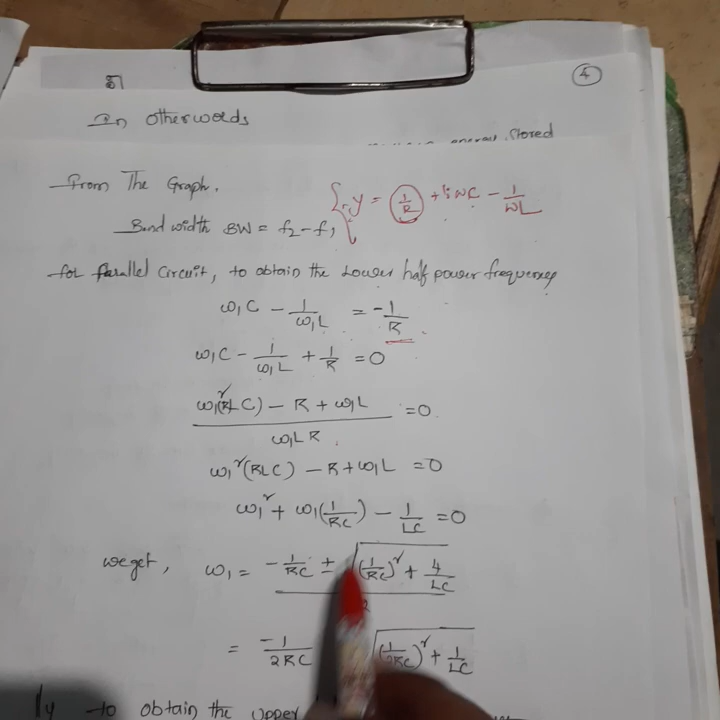 4
In Otherwords
Stored
From The Graph.
y = 1/R + jωC - 1/ωL
Band width BW = f₂ - f₁
for Parallel Circuit, to obtain the Lower half power frequency
ω₁C - 1/ω₁L = -1/R
ω₁C - 1/ω₁L + 1/R = 0
(ω₁²(RLC) - R + ω₁L)/(ω₁LR) = 0
ω₁²(RLC) - R + ω₁L = 0
ω₁² + ω₁(1/RC) - 1/LC = 0
we get, ω₁ = (-1/RC ± √((1/RC)² + 4/LC))/2
= -1/2RC √((1/2RC)² + 1/LC)
ly to obtain the upper